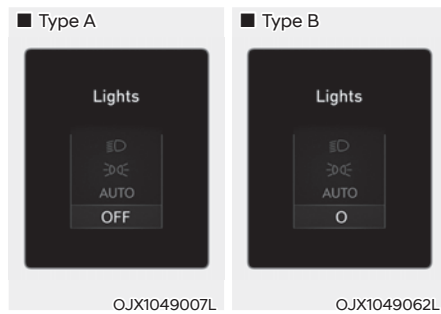 ■ Type A
Lights
AUTO
OFF
OJX1049007L
■ Type B
Lights
AUTO
O
OJX1049062L